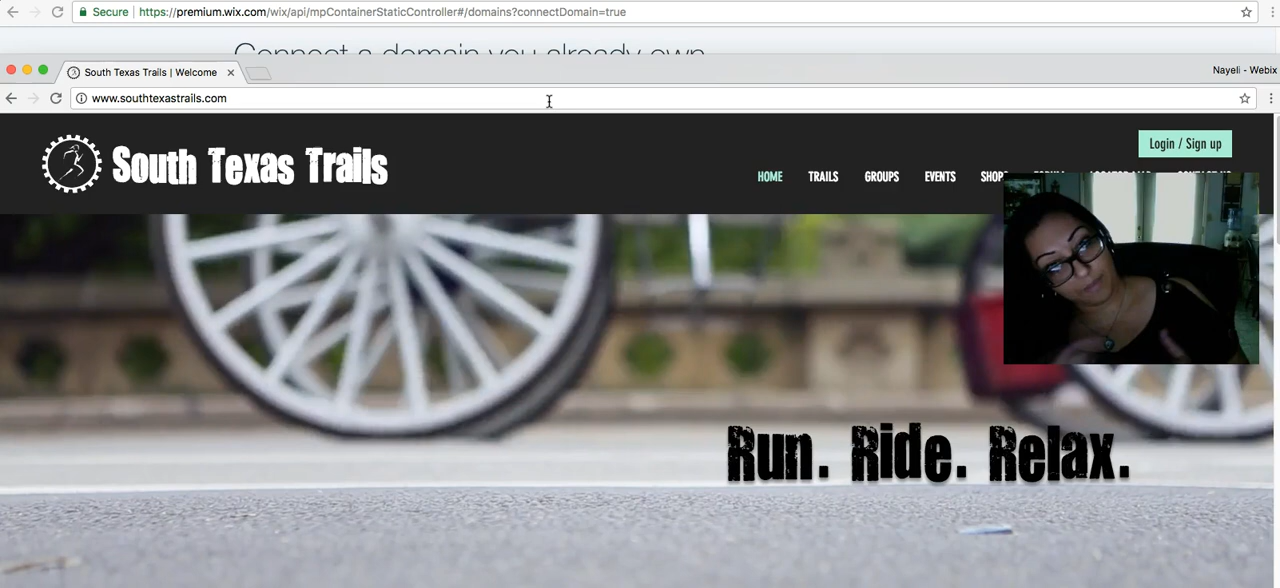 Secure | https://premium.wix.com/wix/api/mpContainerStaticController#/domains?connectDomain=true
Connect a domain you already own
South Texas Trails | Welcome
Nayeli - Webix
www.southtexastrails.com
South Texas Trails
Login / Sign up
HOME TRAILS GROUPS EVENTS SHOPS
Run. Ride. Relax.